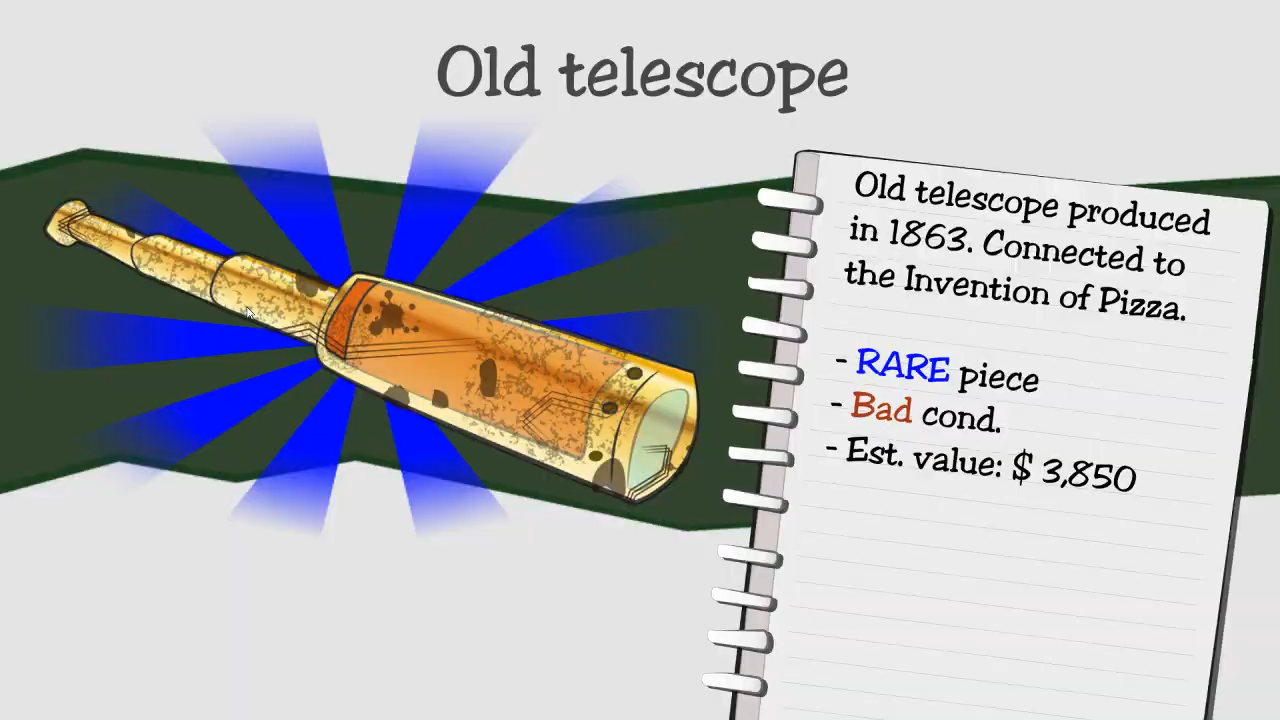 Old telescope
Old telescope produced
in 1863. Connected to
the Invention of Pizza.
- RARE piece
- Bad cond.
- Est. value: $ 3,850